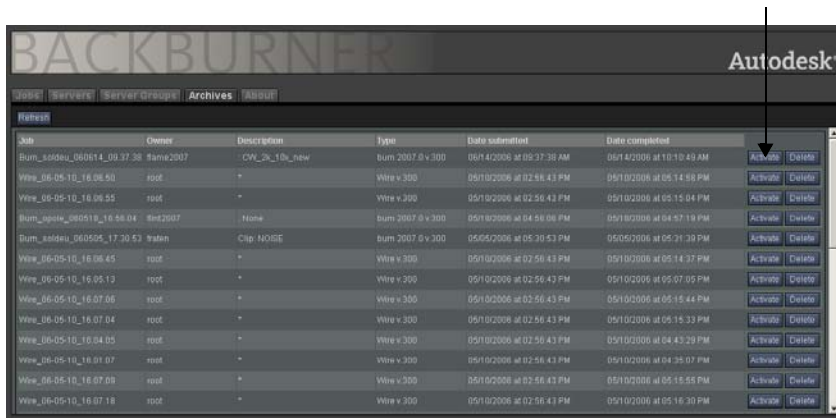 BACKBURNER
Autodesk®
Jobs Servers Server Groups Archives About
Refresh
Job Owner Description Type Date submitted Date completed
Burn_soldeu_060614_09.37.38 flame2007 CW_2k_10k_new burn 2007.0 v.300 06/14/2006 at 09:37:38 AM 06/14/2006 at 10:10:49 AM Activate Delete
Wire_06-05-10_16.06.50 root * Wire v.300 05/10/2006 at 02:56:43 PM 05/10/2006 at 05:14:58 PM Activate Delete
Wire_06-05-10_16.06.55 root * Wire v.300 05/10/2006 at 02:56:43 PM 05/10/2006 at 05:15:04 PM Activate Delete
Burn_opole_060518_16.58.04 flint2007 : None burn 2007.0 v.300 05/18/2006 at 04:58:06 PM 05/18/2006 at 04:57:19 PM Activate Delete
Burn_soldeu_060505_17.30.53 traten Clip: NOISE burn 2007.0 v.300 05/05/2006 at 05:30:53 PM 05/05/2006 at 05:31:39 PM Activate Delete
Wire_06-05-10_16.06.45 root * Wire v.300 05/10/2006 at 02:56:43 PM 05/10/2006 at 05:14:37 PM Activate Delete
Wire_06-05-10_16.05.13 root * Wire v.300 05/10/2006 at 02:56:43 PM 05/10/2006 at 05:07:05 PM Activate Delete
Wire_06-05-10_16.07.06 root * Wire v.300 05/10/2006 at 02:56:43 PM 05/10/2006 at 05:15:44 PM Activate Delete
Wire_06-05-10_16.07.04 root * Wire v.300 05/10/2006 at 02:56:43 PM 05/10/2006 at 05:15:33 PM Activate Delete
Wire_06-05-10_16.04.05 root * Wire v.300 05/10/2006 at 02:56:43 PM 05/10/2006 at 04:43:29 PM Activate Delete
Wire_06-05-10_16.01.07 root * Wire v.300 05/10/2006 at 02:56:43 PM 05/10/2006 at 04:35:07 PM Activate Delete
Wire_06-05-10_16.07.09 root * Wire v.300 05/10/2006 at 02:56:43 PM 05/10/2006 at 05:15:55 PM Activate Delete
Wire_06-05-10_16.07.18 root * Wire v.300 05/10/2006 at 02:56:43 PM 05/10/2006 at 05:16:30 PM Activate Delete